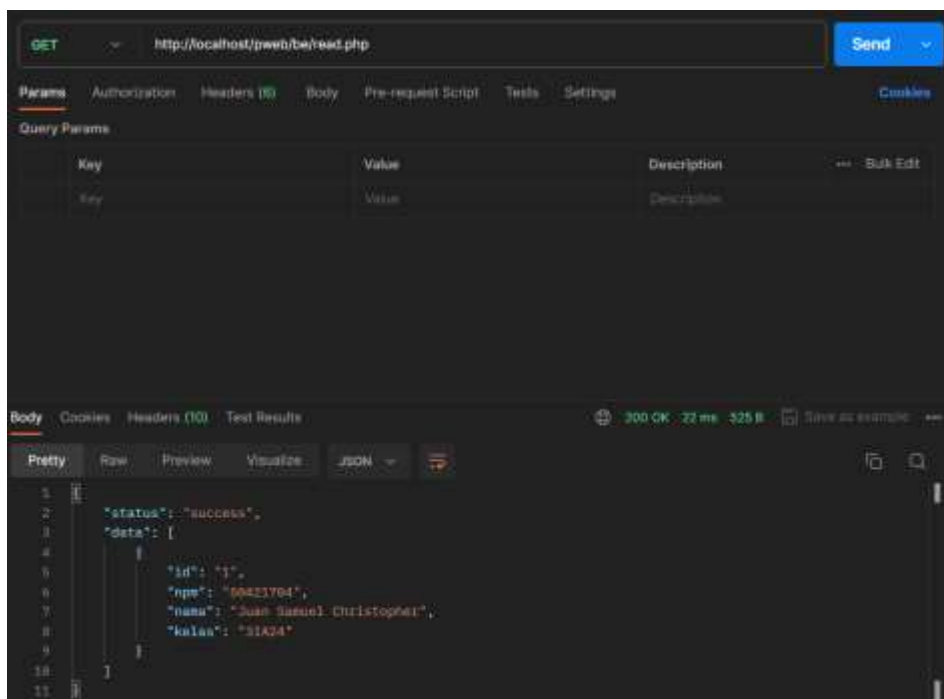 GET http://localhost/pweb/be/read.php Send
Params Authorization Headers (6) Body Pre-request Script Tests Settings Cookies
Query Params
Key Value Description ••• Bulk Edit
Key Value Description
Body Cookies Headers (10) Test Results 200 OK 22 ms 525 B Save as example •••
Pretty Raw Preview Visualize JSON
1 {
2 "status": "success",
3 "data": [
4 {
5 "id": "1",
6 "npm": "50421704",
7 "nama": "Juan Samuel Christopher",
8 "kelas": "3IA24"
9 }
10 ]
11 }